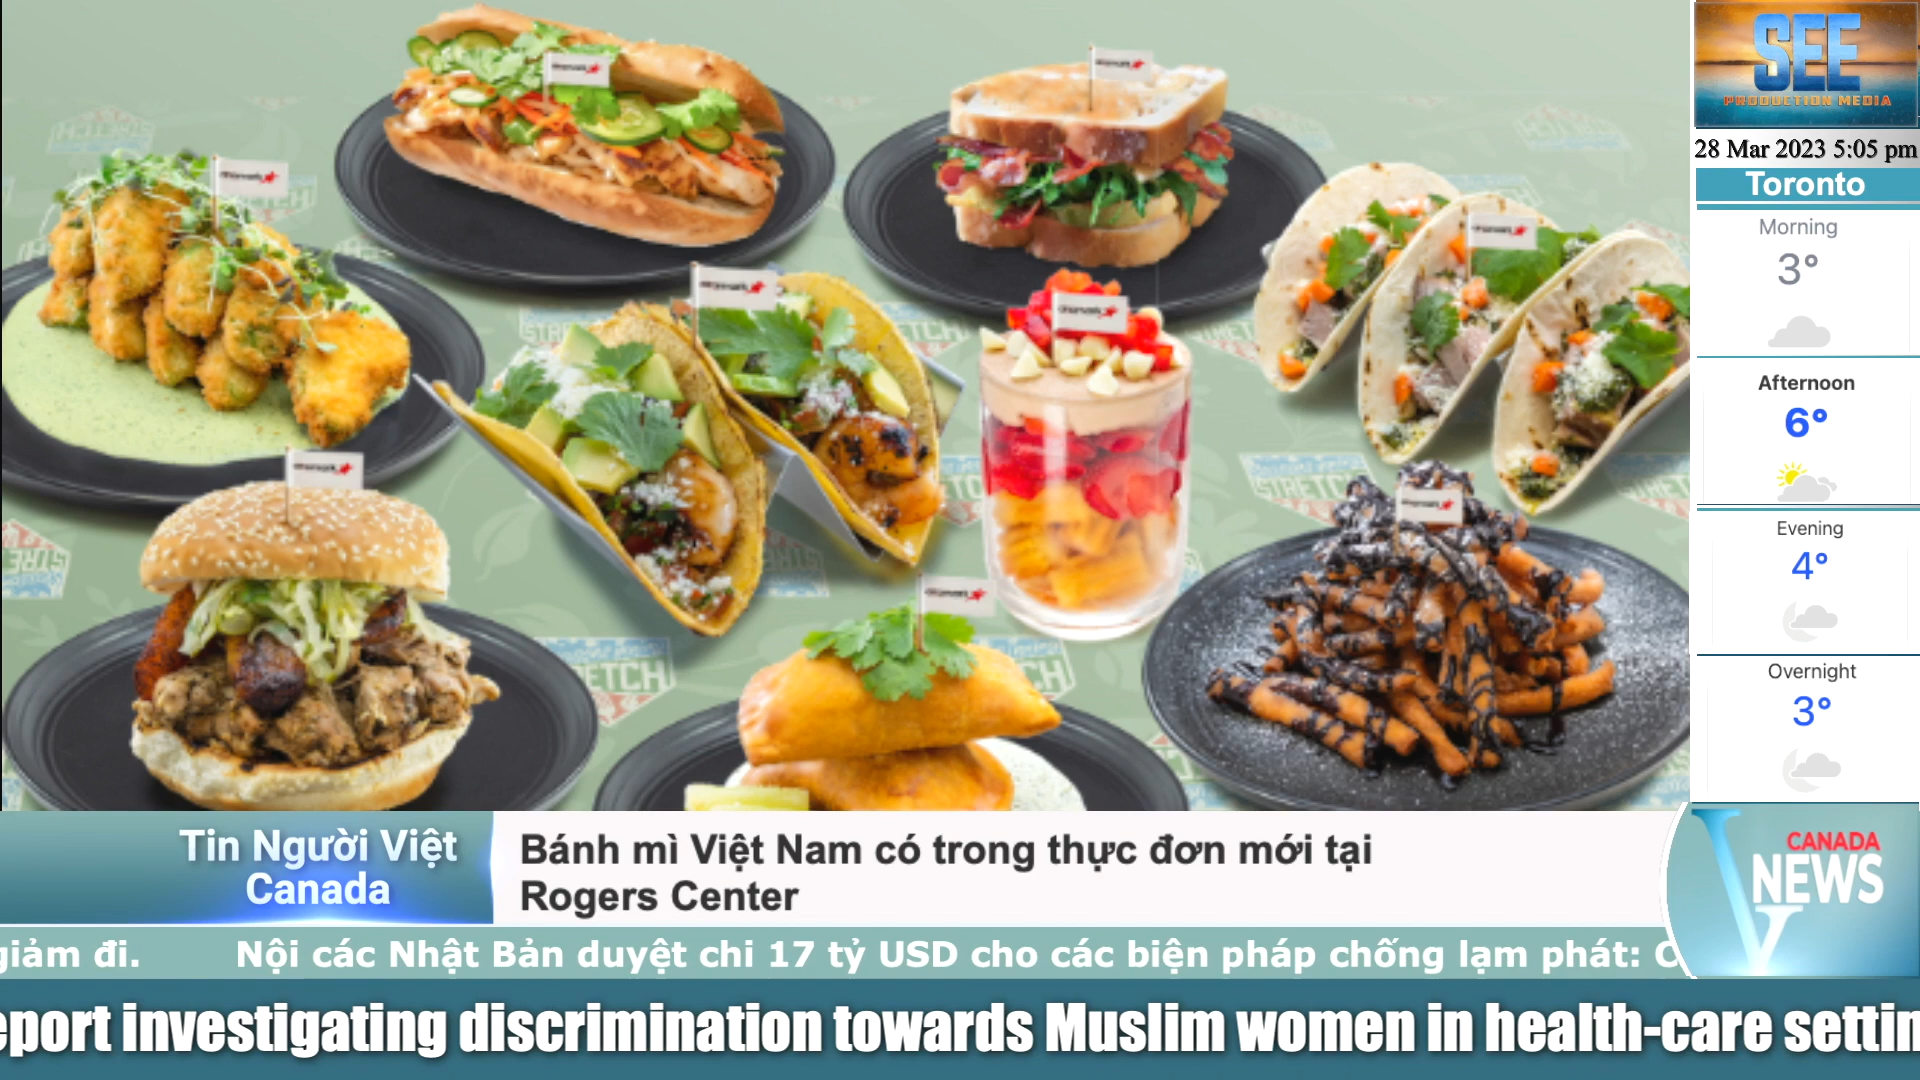 SEE
PRODUCTION MEDIA
28 Mar 2023 5:05 pm
Toronto
Morning
3°
Afternoon
6°
Evening
4°
Overnight
3°
STRETCH
Tin Người Việt
Canada
Bánh mì Việt Nam có trong thực đơn mới tại
Rogers Center
CANADA
V NEWS
giảm đi. Nội các Nhật Bản duyệt chi 17 tỷ USD cho các biện pháp chống lạm phát: C
eport investigating discrimination towards Muslim women in health-care settin